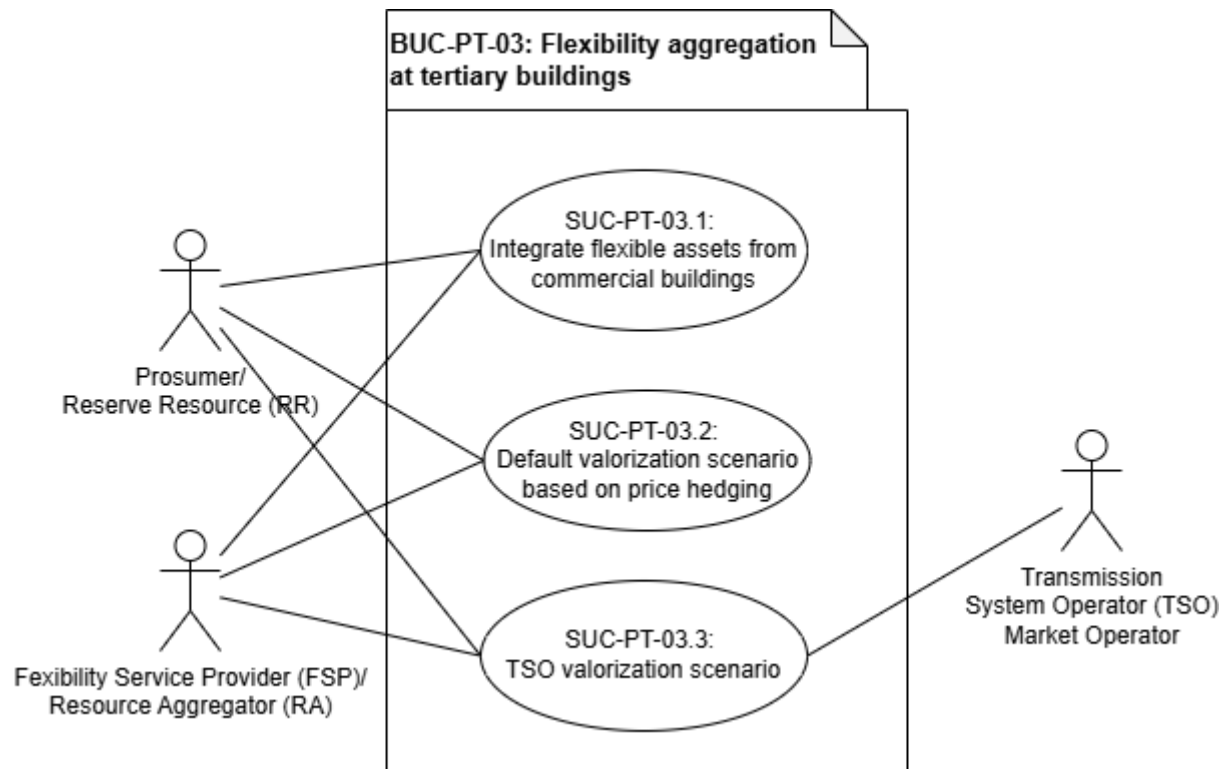 BUC-PT-03: Flexibility aggregation
at tertiary buildings
SUC-PT-03.1:
Integrate flexible assets from
commercial buildings
Prosumer/
Reserve Resource (RR)
SUC-PT-03.2:
Default valorization scenario
based on price hedging
Transmission
System Operator (TSO)
Market Operator
SUC-PT-03.3:
TSO valorization scenario
Fexibility Service Provider (FSP)/
Resource Aggregator (RA)